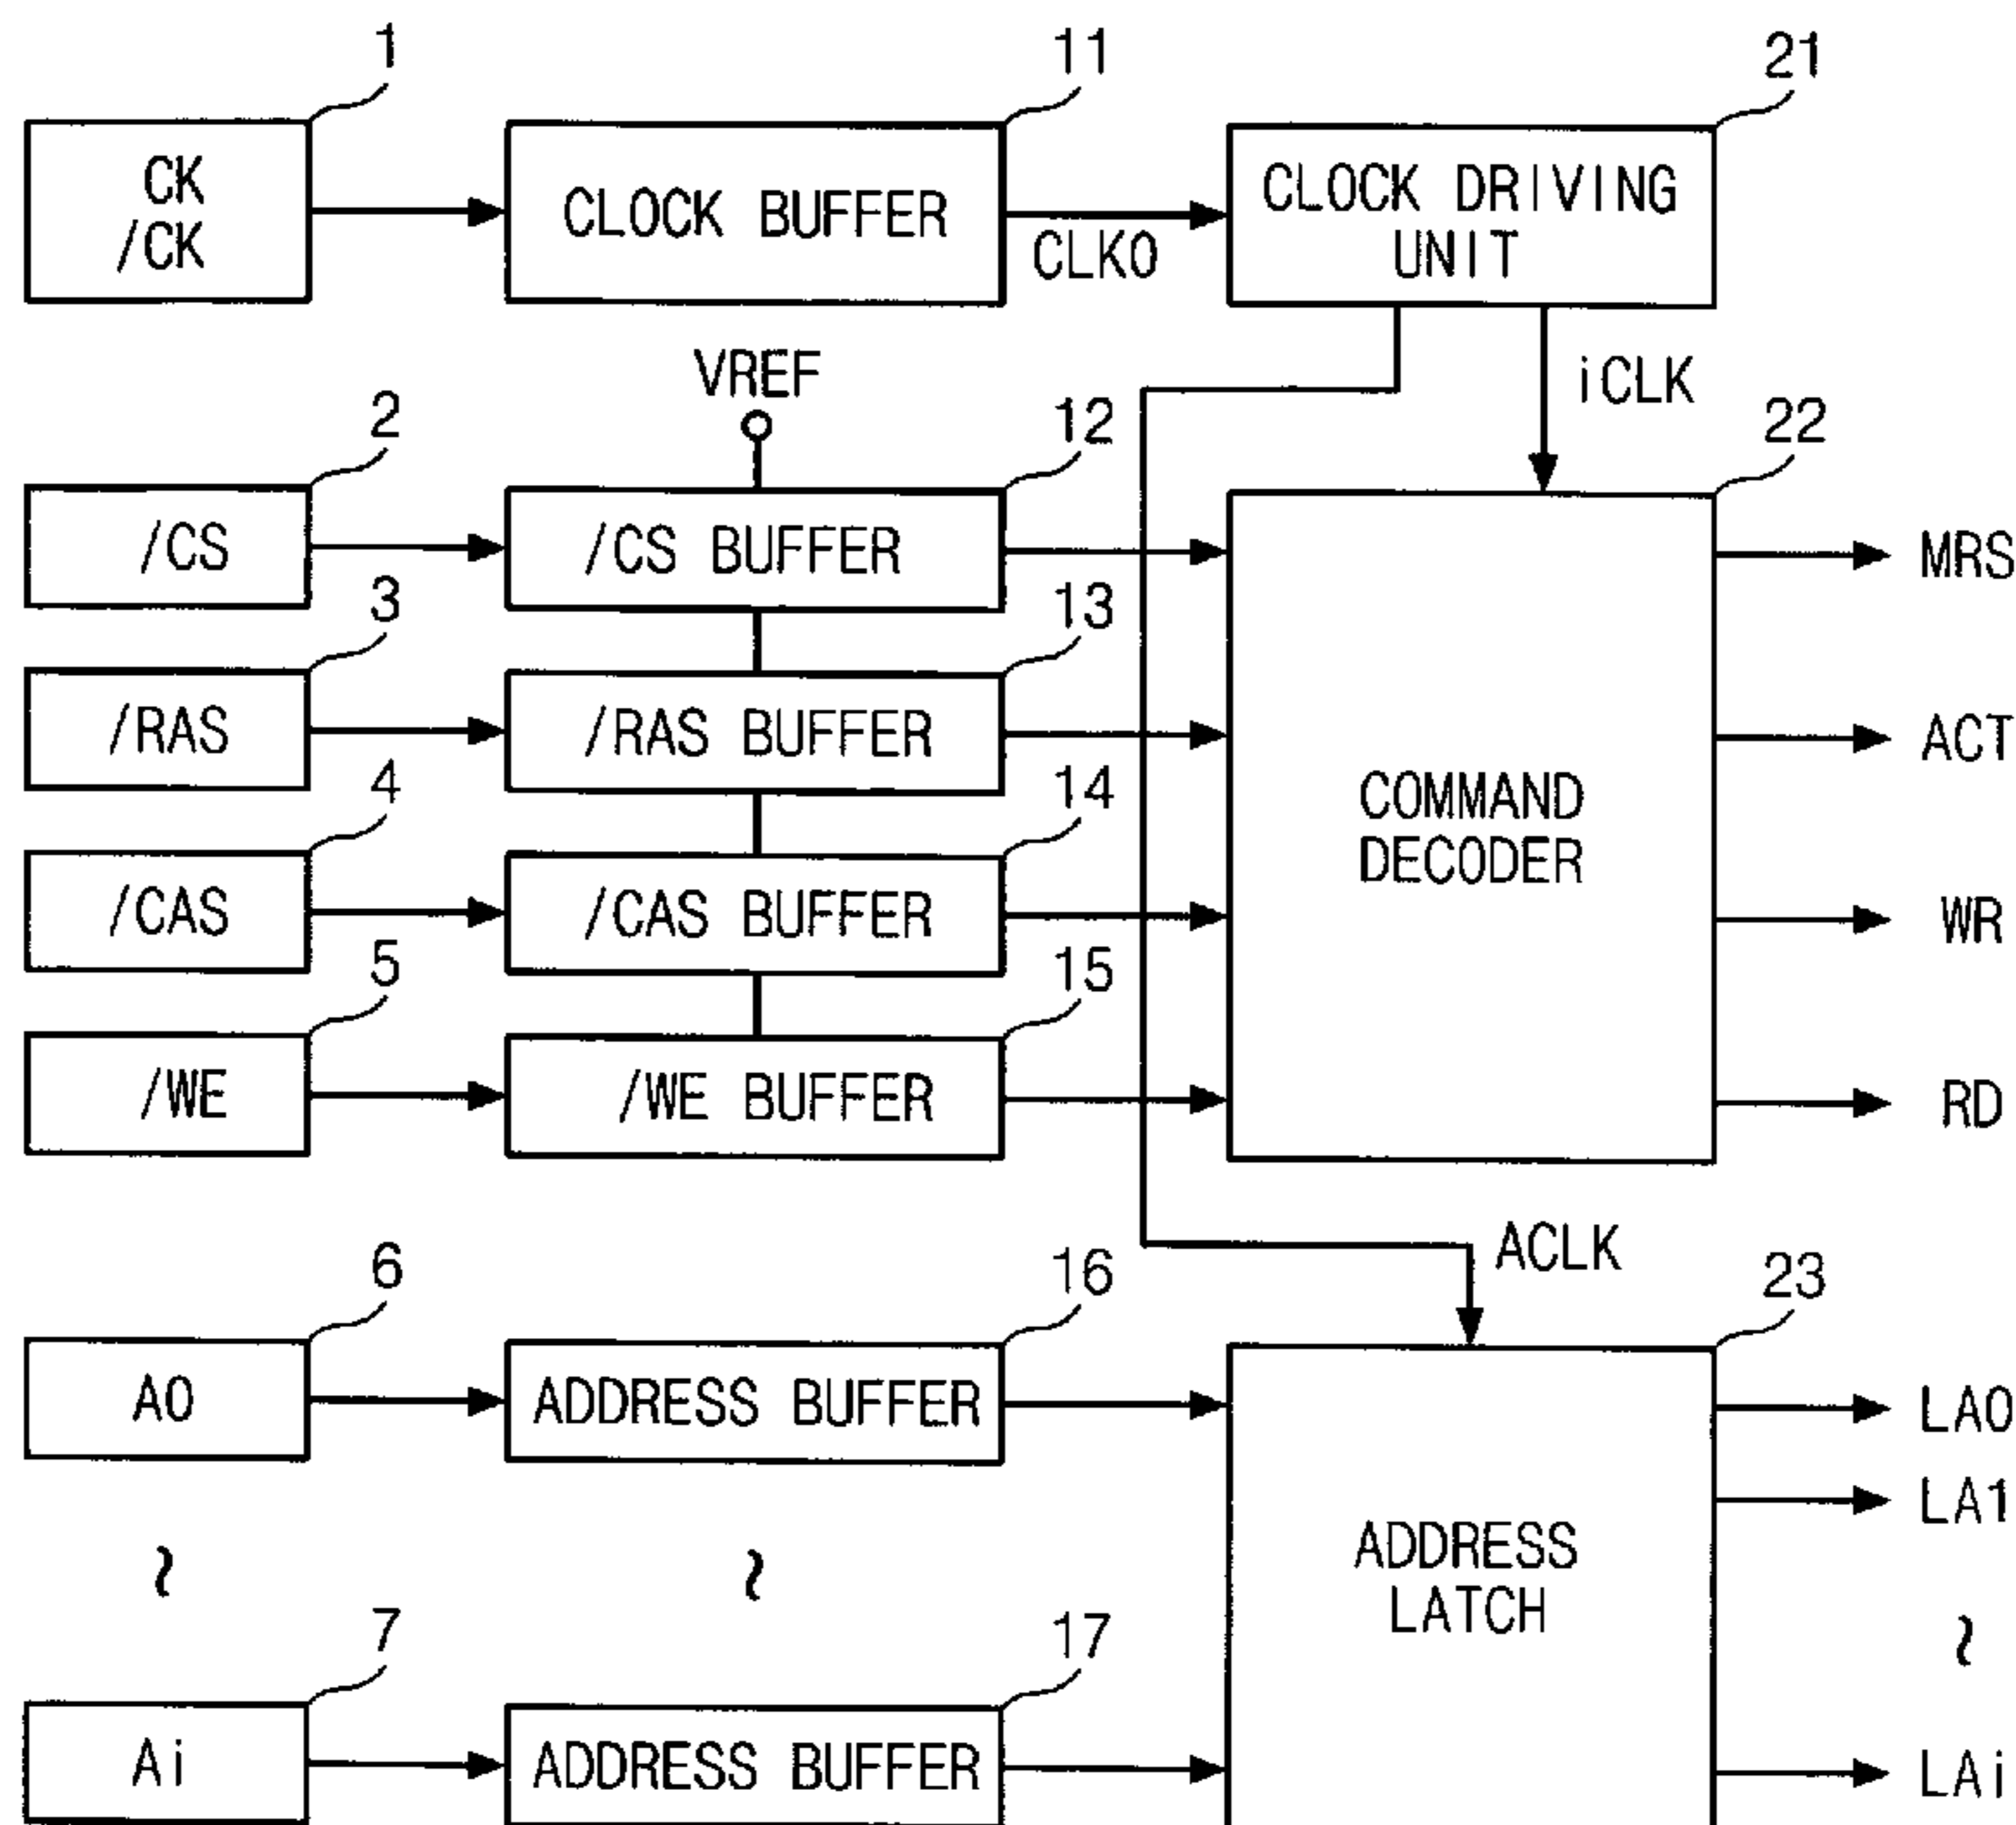 1
11
21
CK
/CK
CLOCK BUFFER
CLK0
CLOCK DRIVING
UNIT
VREF
iCLK
2
12
22
/CS
/CS BUFFER
MRS
3
13
/RAS
/RAS BUFFER
ACT
4
14
COMMAND
DECODER
/CAS
/CAS BUFFER
WR
5
15
/WE
/WE BUFFER
RD
ACLK
6
16
23
A0
ADDRESS BUFFER
LA0
LA1
ADDRESS
LATCH
~
~
~
7
17
Ai
ADDRESS BUFFER
LAi